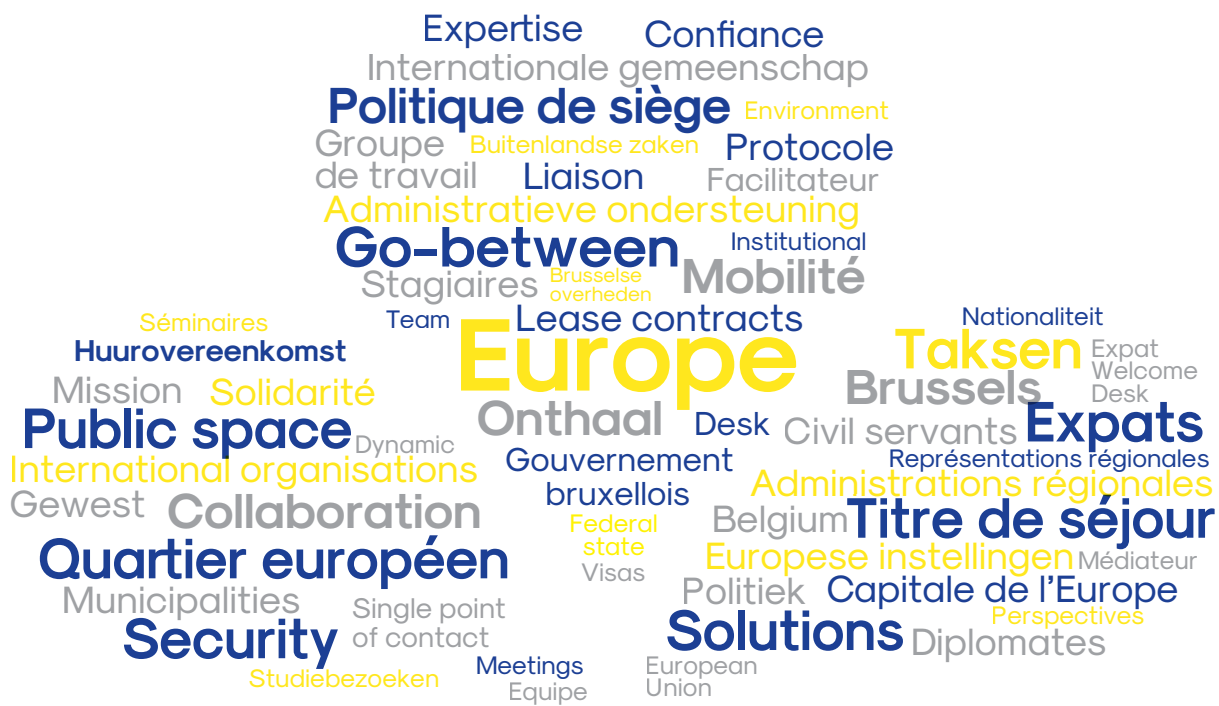 Expertise Confiance
Internationale gemeenschap
Politique de siège Environment
Groupe
de travail
Buitenlandse zaken Protocole
Liaison Facilitateur
Administratieve ondersteuning
Go-between Institutional
Stagiaires
Brusselse
overheden
Mobilité
Séminaires Team Lease contracts Nationaliteit
Huurovereenkomst Europe Taksen
Expat
Welcome
Desk
Mission Solidarité Brussels
Public space Dynamic Onthaal Desk Civil servants Expats
International organisations
Gouvernement
bruxellois
Représentations régionales
Administrations régionales
Gewest Collaboration
Federal
state
Belgium Titre de séjour
Quartier européen Visas Europese instellingen Médiateur
Municipalities Politiek Capitale de l’Europe
Single point
of contact
Perspectives
Security Solutions Diplomates
Studiebezoeken Meetings
Equipe
European
Union